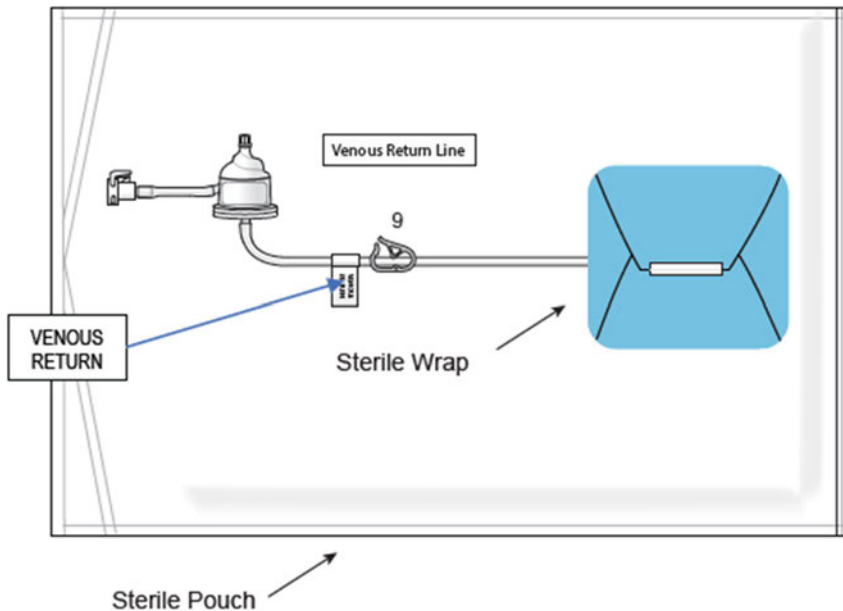 Venous Return Line
9
VENOUS
RETURN
Sterile Wrap
Sterile Pouch